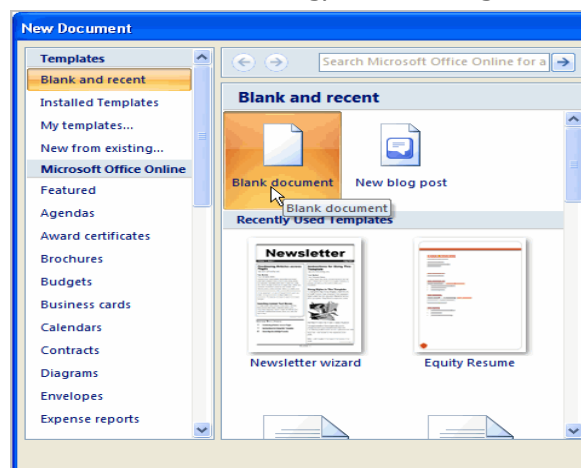 New Document
Templates
Blank and recent
Installed Templates
My templates...
New from existing...
Microsoft Office Online
Featured
Agendas
Award certificates
Brochures
Budgets
Business cards
Calendars
Contracts
Diagrams
Envelopes
Expense reports
Search Microsoft Office Online for a
Blank and recent
Blank document
New blog post
Blank document
Recently Used Templates
Newsletter
Newsletter wizard
Equity Resume